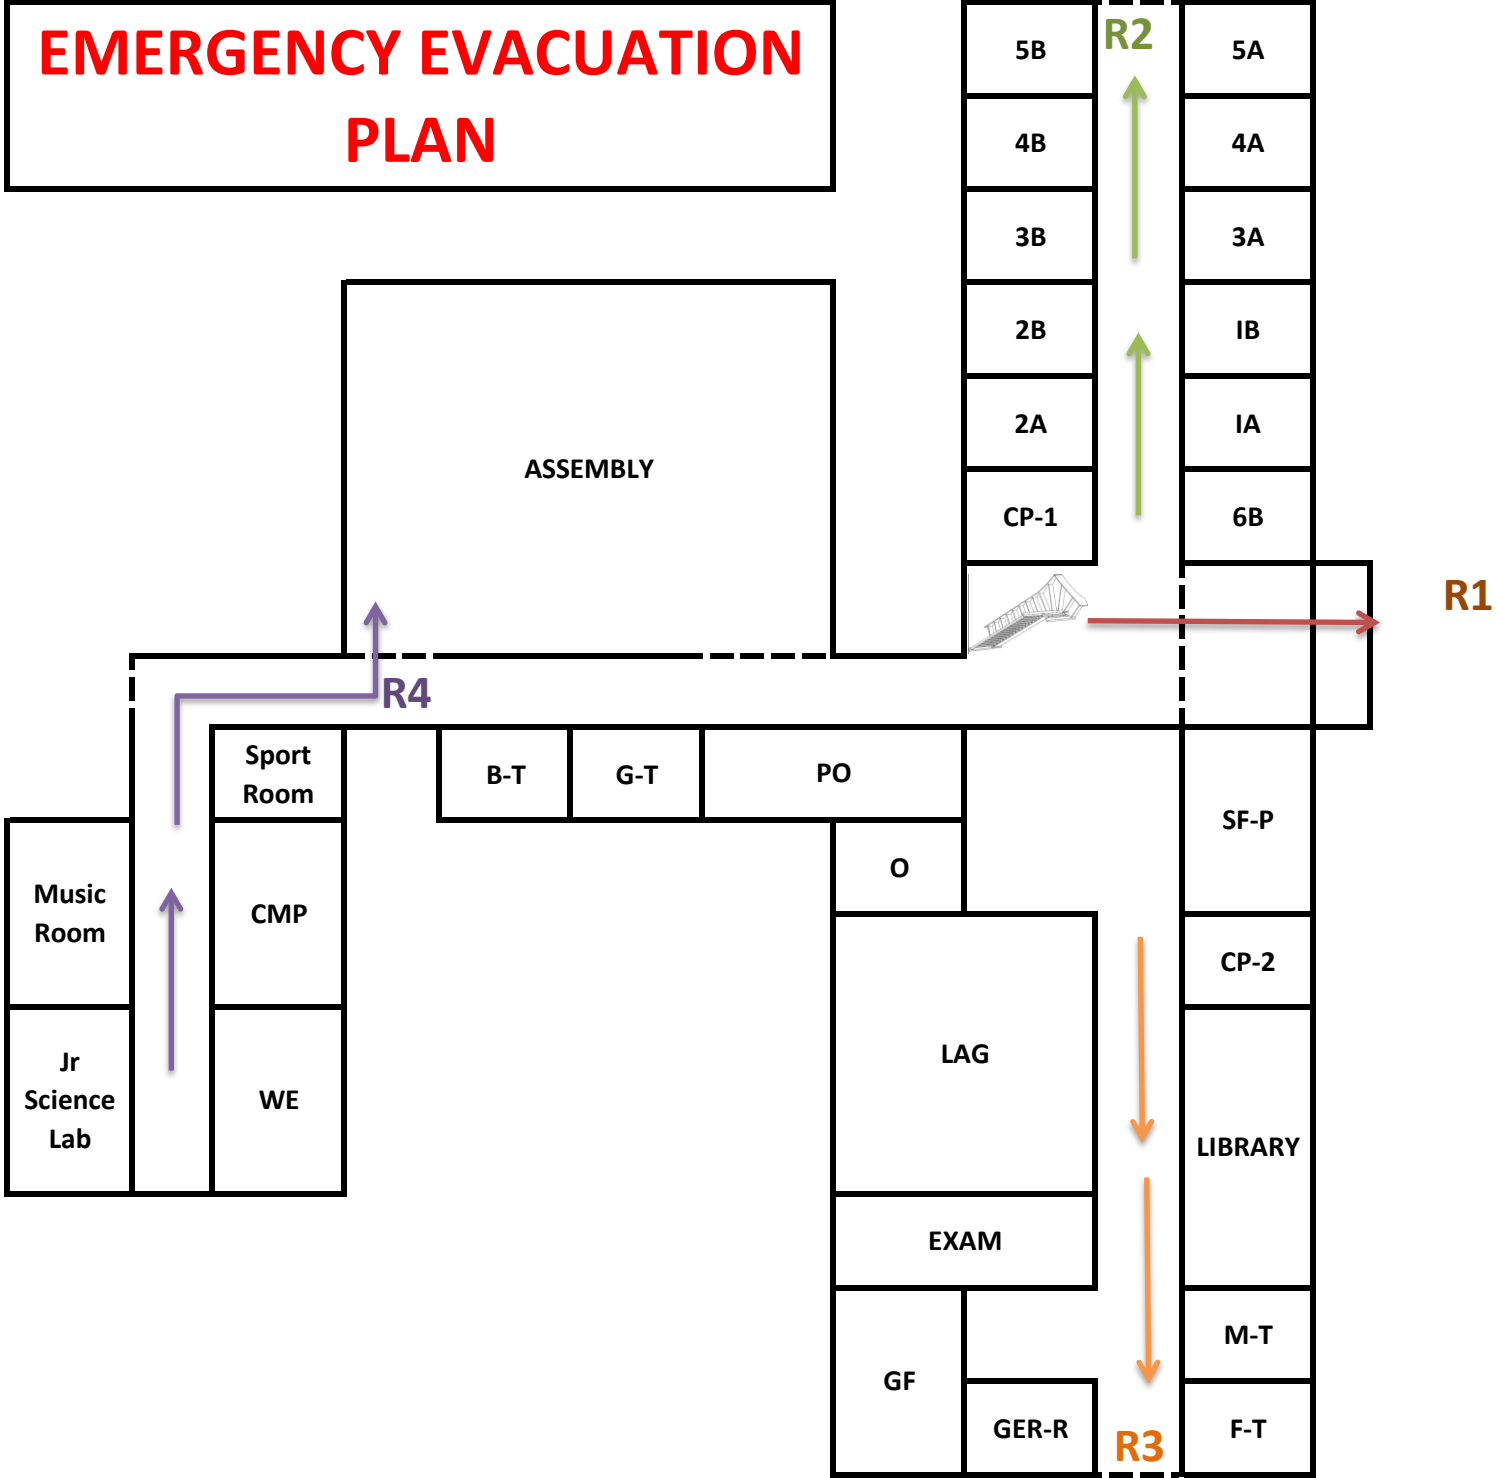 EMERGENCY EVACUATION
PLAN
5B
R2
5A
4B
4A
3B
3A
2B
IB
2A
IA
ASSEMBLY
CP-1
6B
R1
R4
Sport
Room
B-T
G-T
PO
SF-P
O
Music
Room
CMP
CP-2
LAG
Jr
Science
Lab
WE
LIBRARY
EXAM
M-T
GF
GER-R
R3
F-T